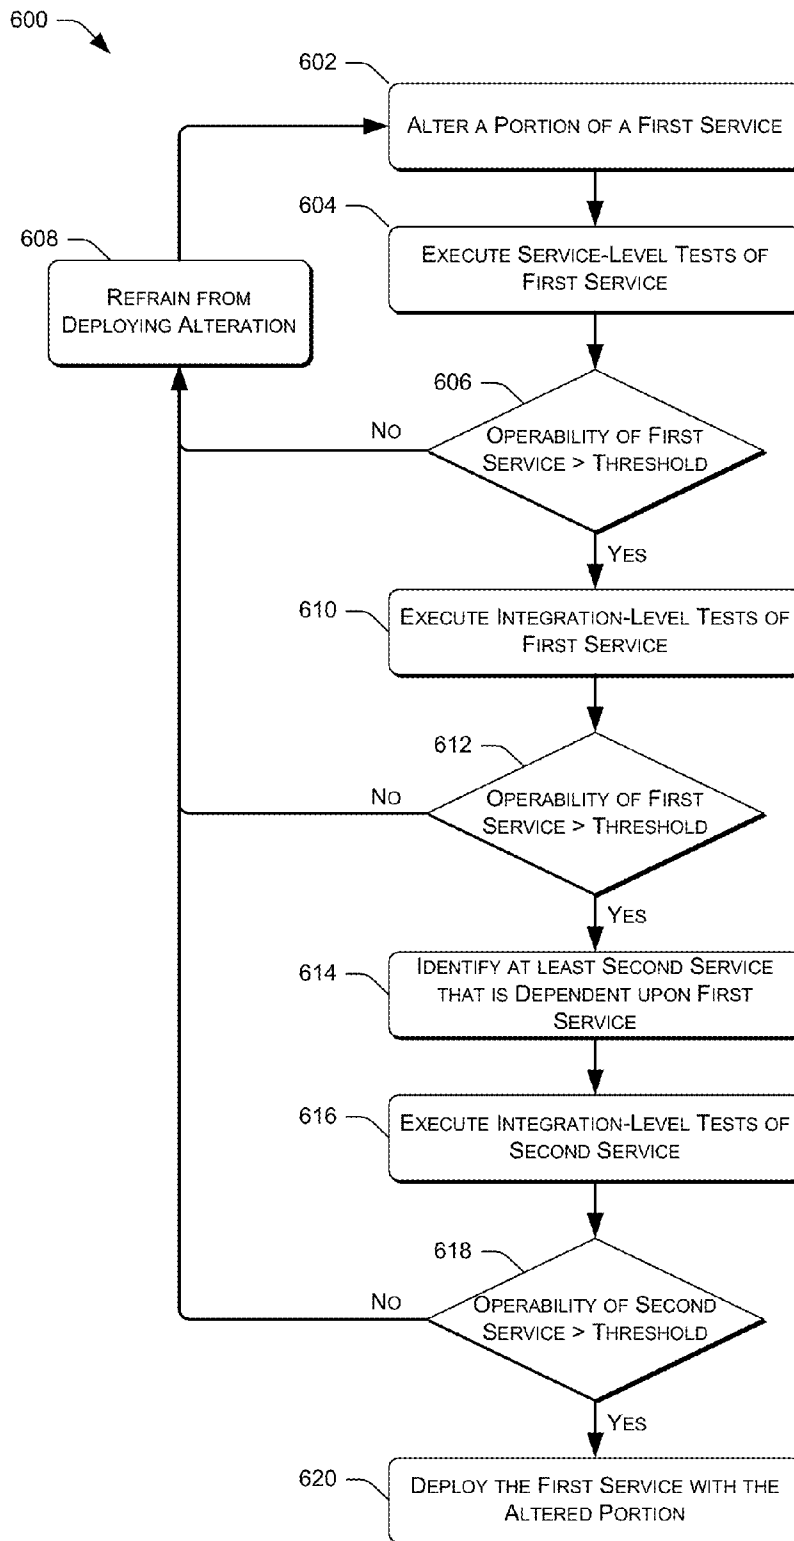 600
602
ALTER A PORTION OF A FIRST SERVICE
604
EXECUTE SERVICE-LEVEL TESTS OF
FIRST SERVICE
608
REFRAIN FROM
DEPLOYING ALTERATION
606
NO
OPERABILITY OF FIRST
SERVICE > THRESHOLD
YES
610
EXECUTE INTEGRATION-LEVEL TESTS OF
FIRST SERVICE
612
NO
OPERABILITY OF FIRST
SERVICE > THRESHOLD
YES
614
IDENTIFY AT LEAST SECOND SERVICE
THAT IS DEPENDENT UPON FIRST
SERVICE
616
EXECUTE INTEGRATION-LEVEL TESTS OF
SECOND SERVICE
618
NO
OPERABILITY OF SECOND
SERVICE > THRESHOLD
YES
620
DEPLOY THE FIRST SERVICE WITH THE
ALTERED PORTION